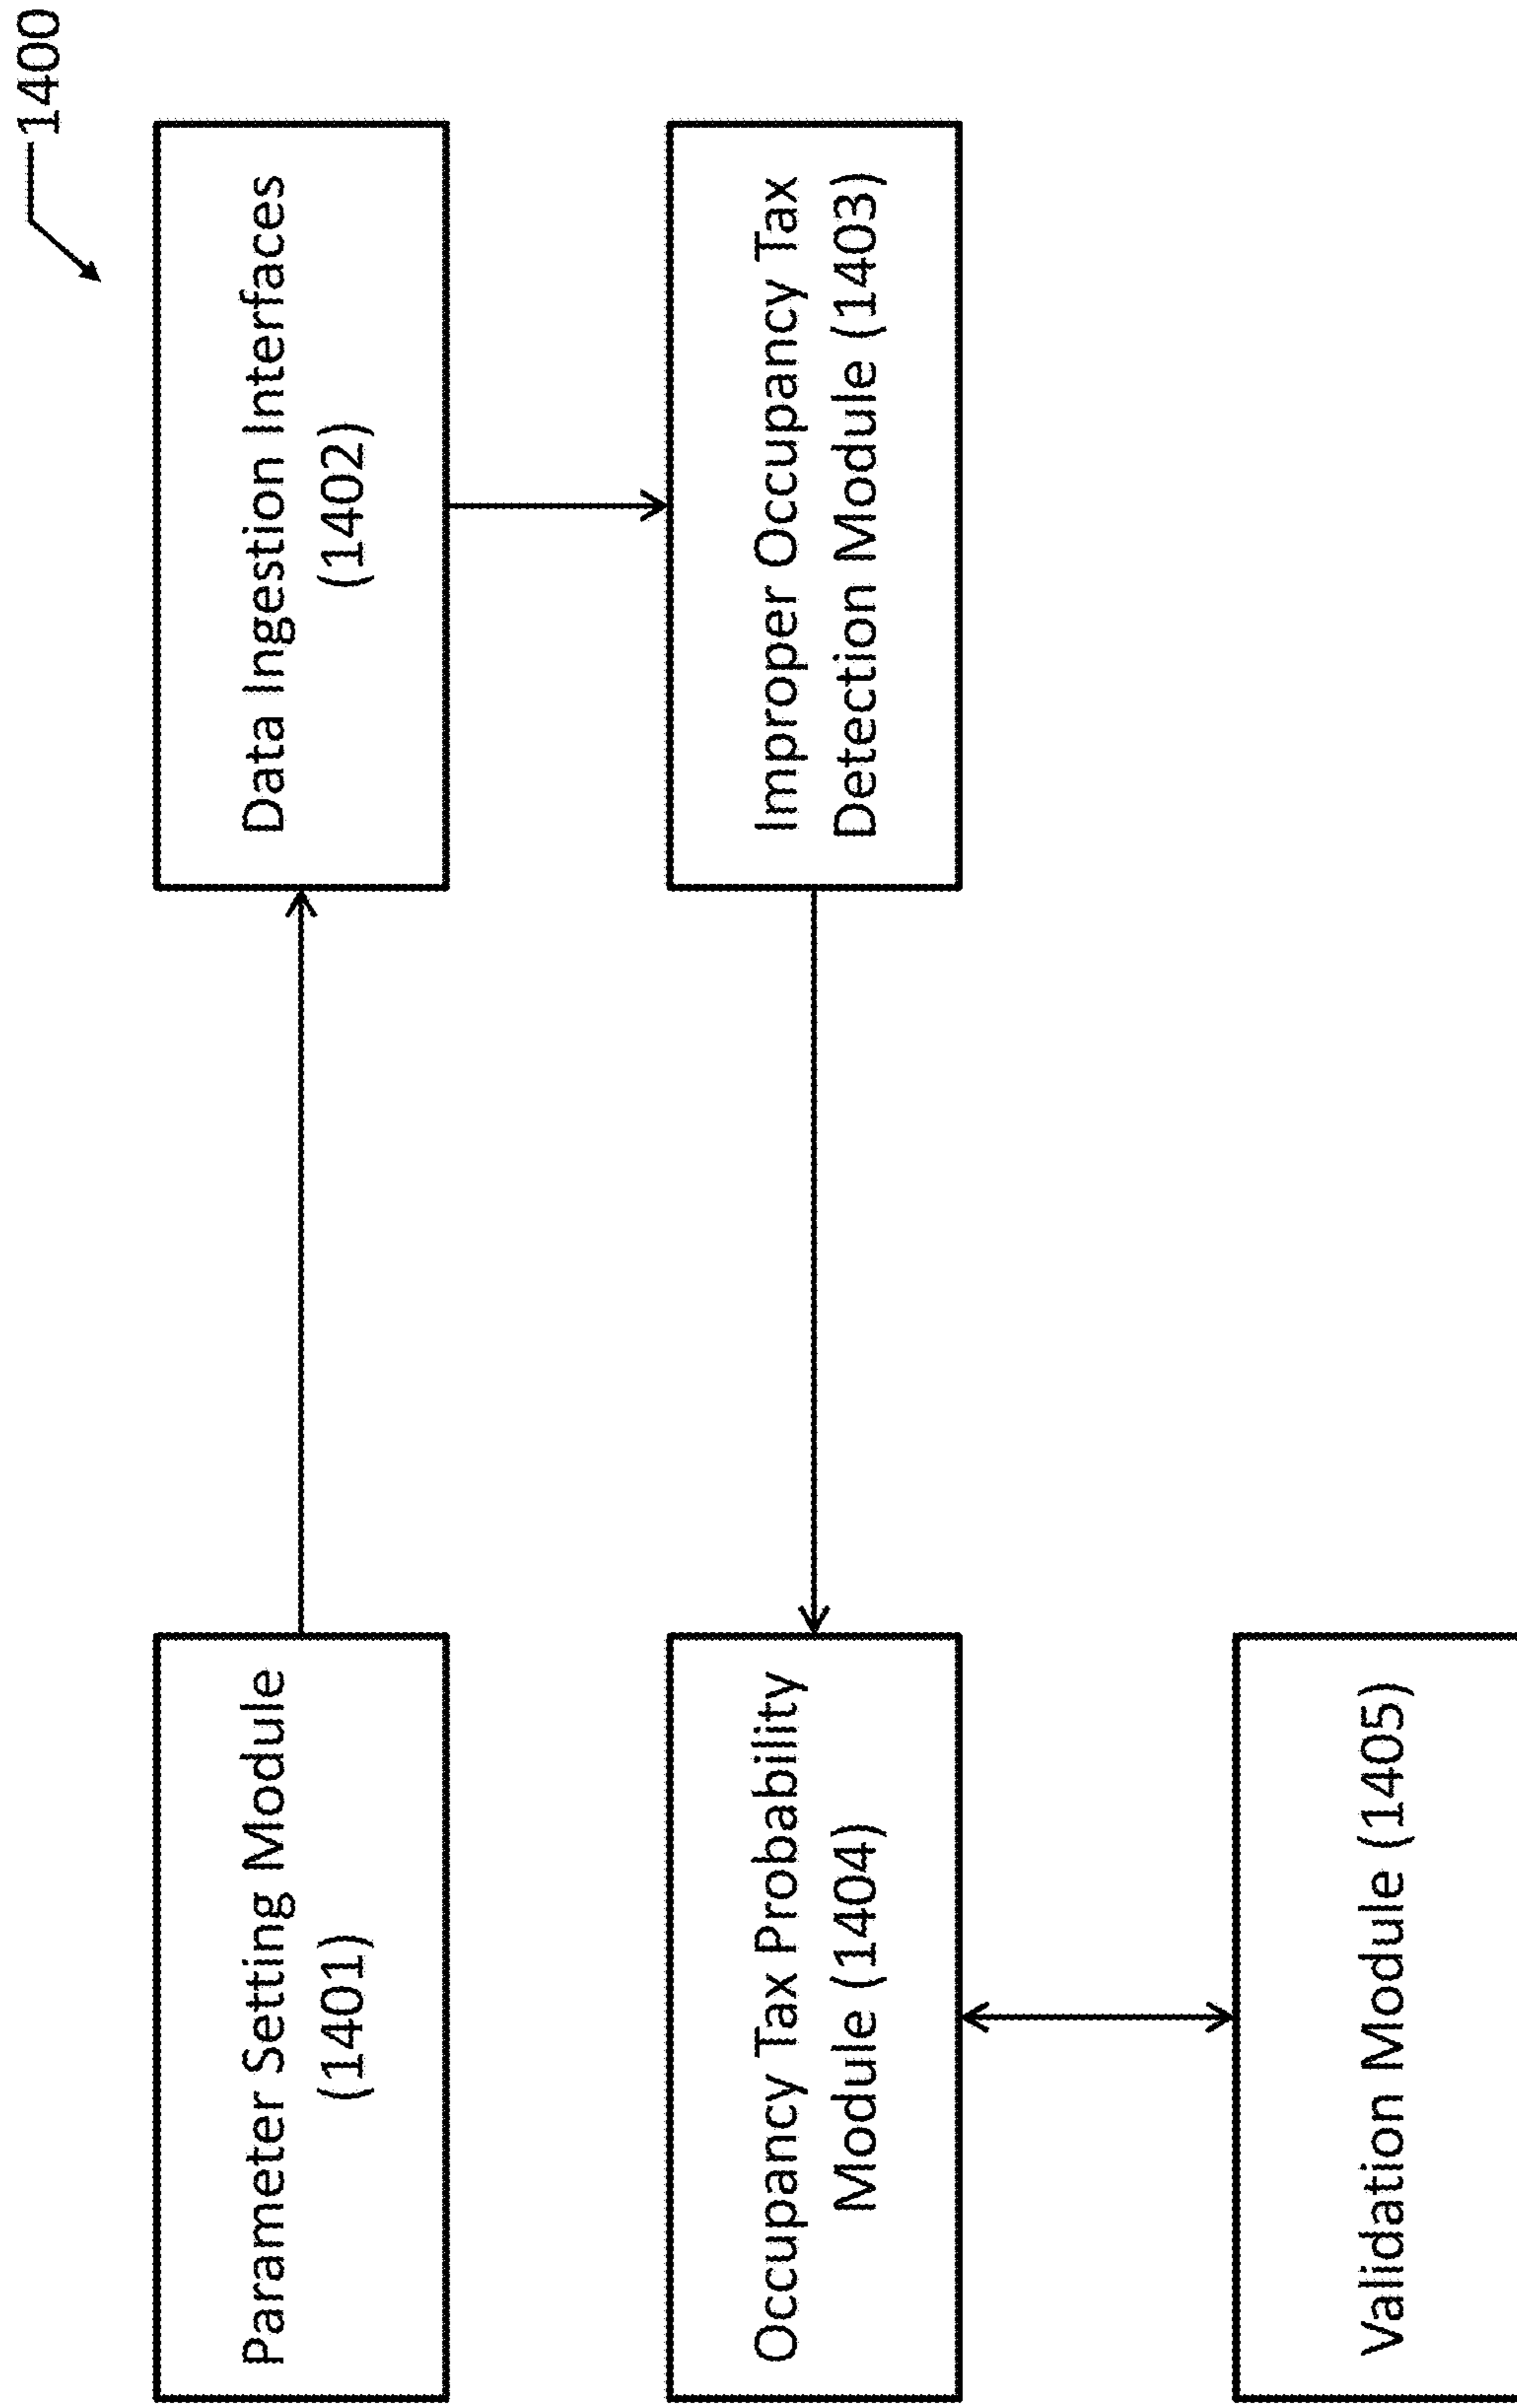 1400
Parameter Setting Module
(1401)
Data Ingestion Interfaces
(1402)
Improper Occupancy Tax
Detection Module (1403)
Occupancy Tax Probability
Module (1404)
Validation Module (1405)